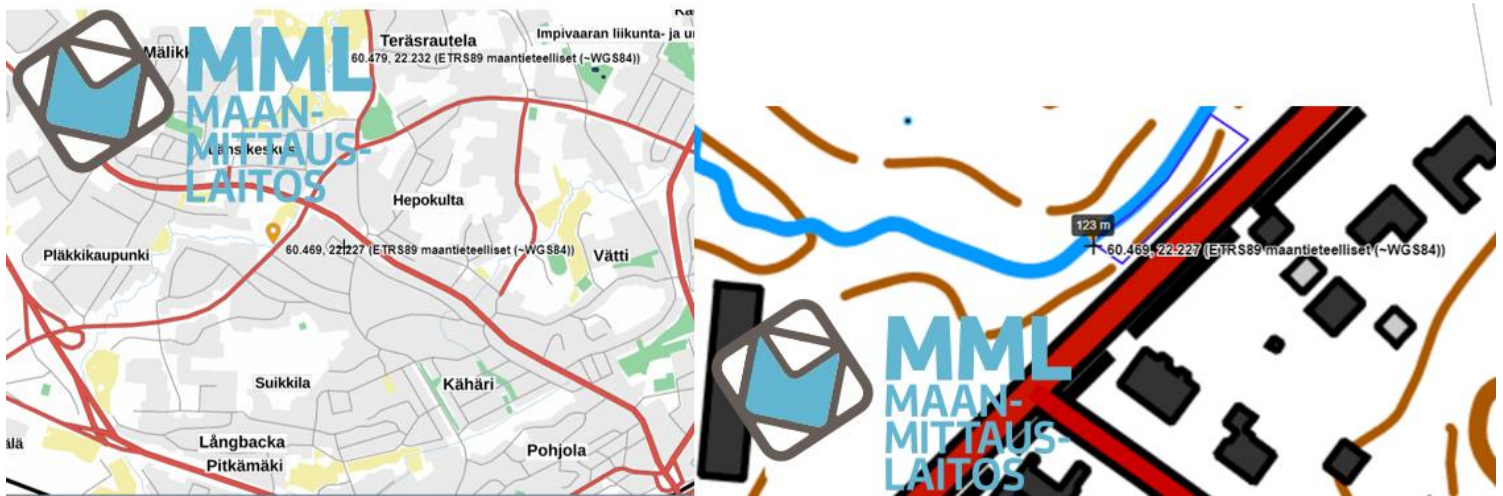 Teräsrautela
Impivaaran liikunta- ja u
60.479, 22.232 (ETRS89 maantieteelliset (~WGS84))
MML
MAAN-
MITTAUS-
LAITOS
Hepokulta
Pläkkikaupunki
60.469, 22.227 (ETRS89 maantieteelliset (~WGS84))
Vätti
Suikkila
Kähäri
Långbacka
Pitkämäki
Pohjola
älä
123 m
60.469, 22.227 (ETRS89 maantieteelliset (~WGS84))
MML
MAAN-
MITTAUS-
LAITOS